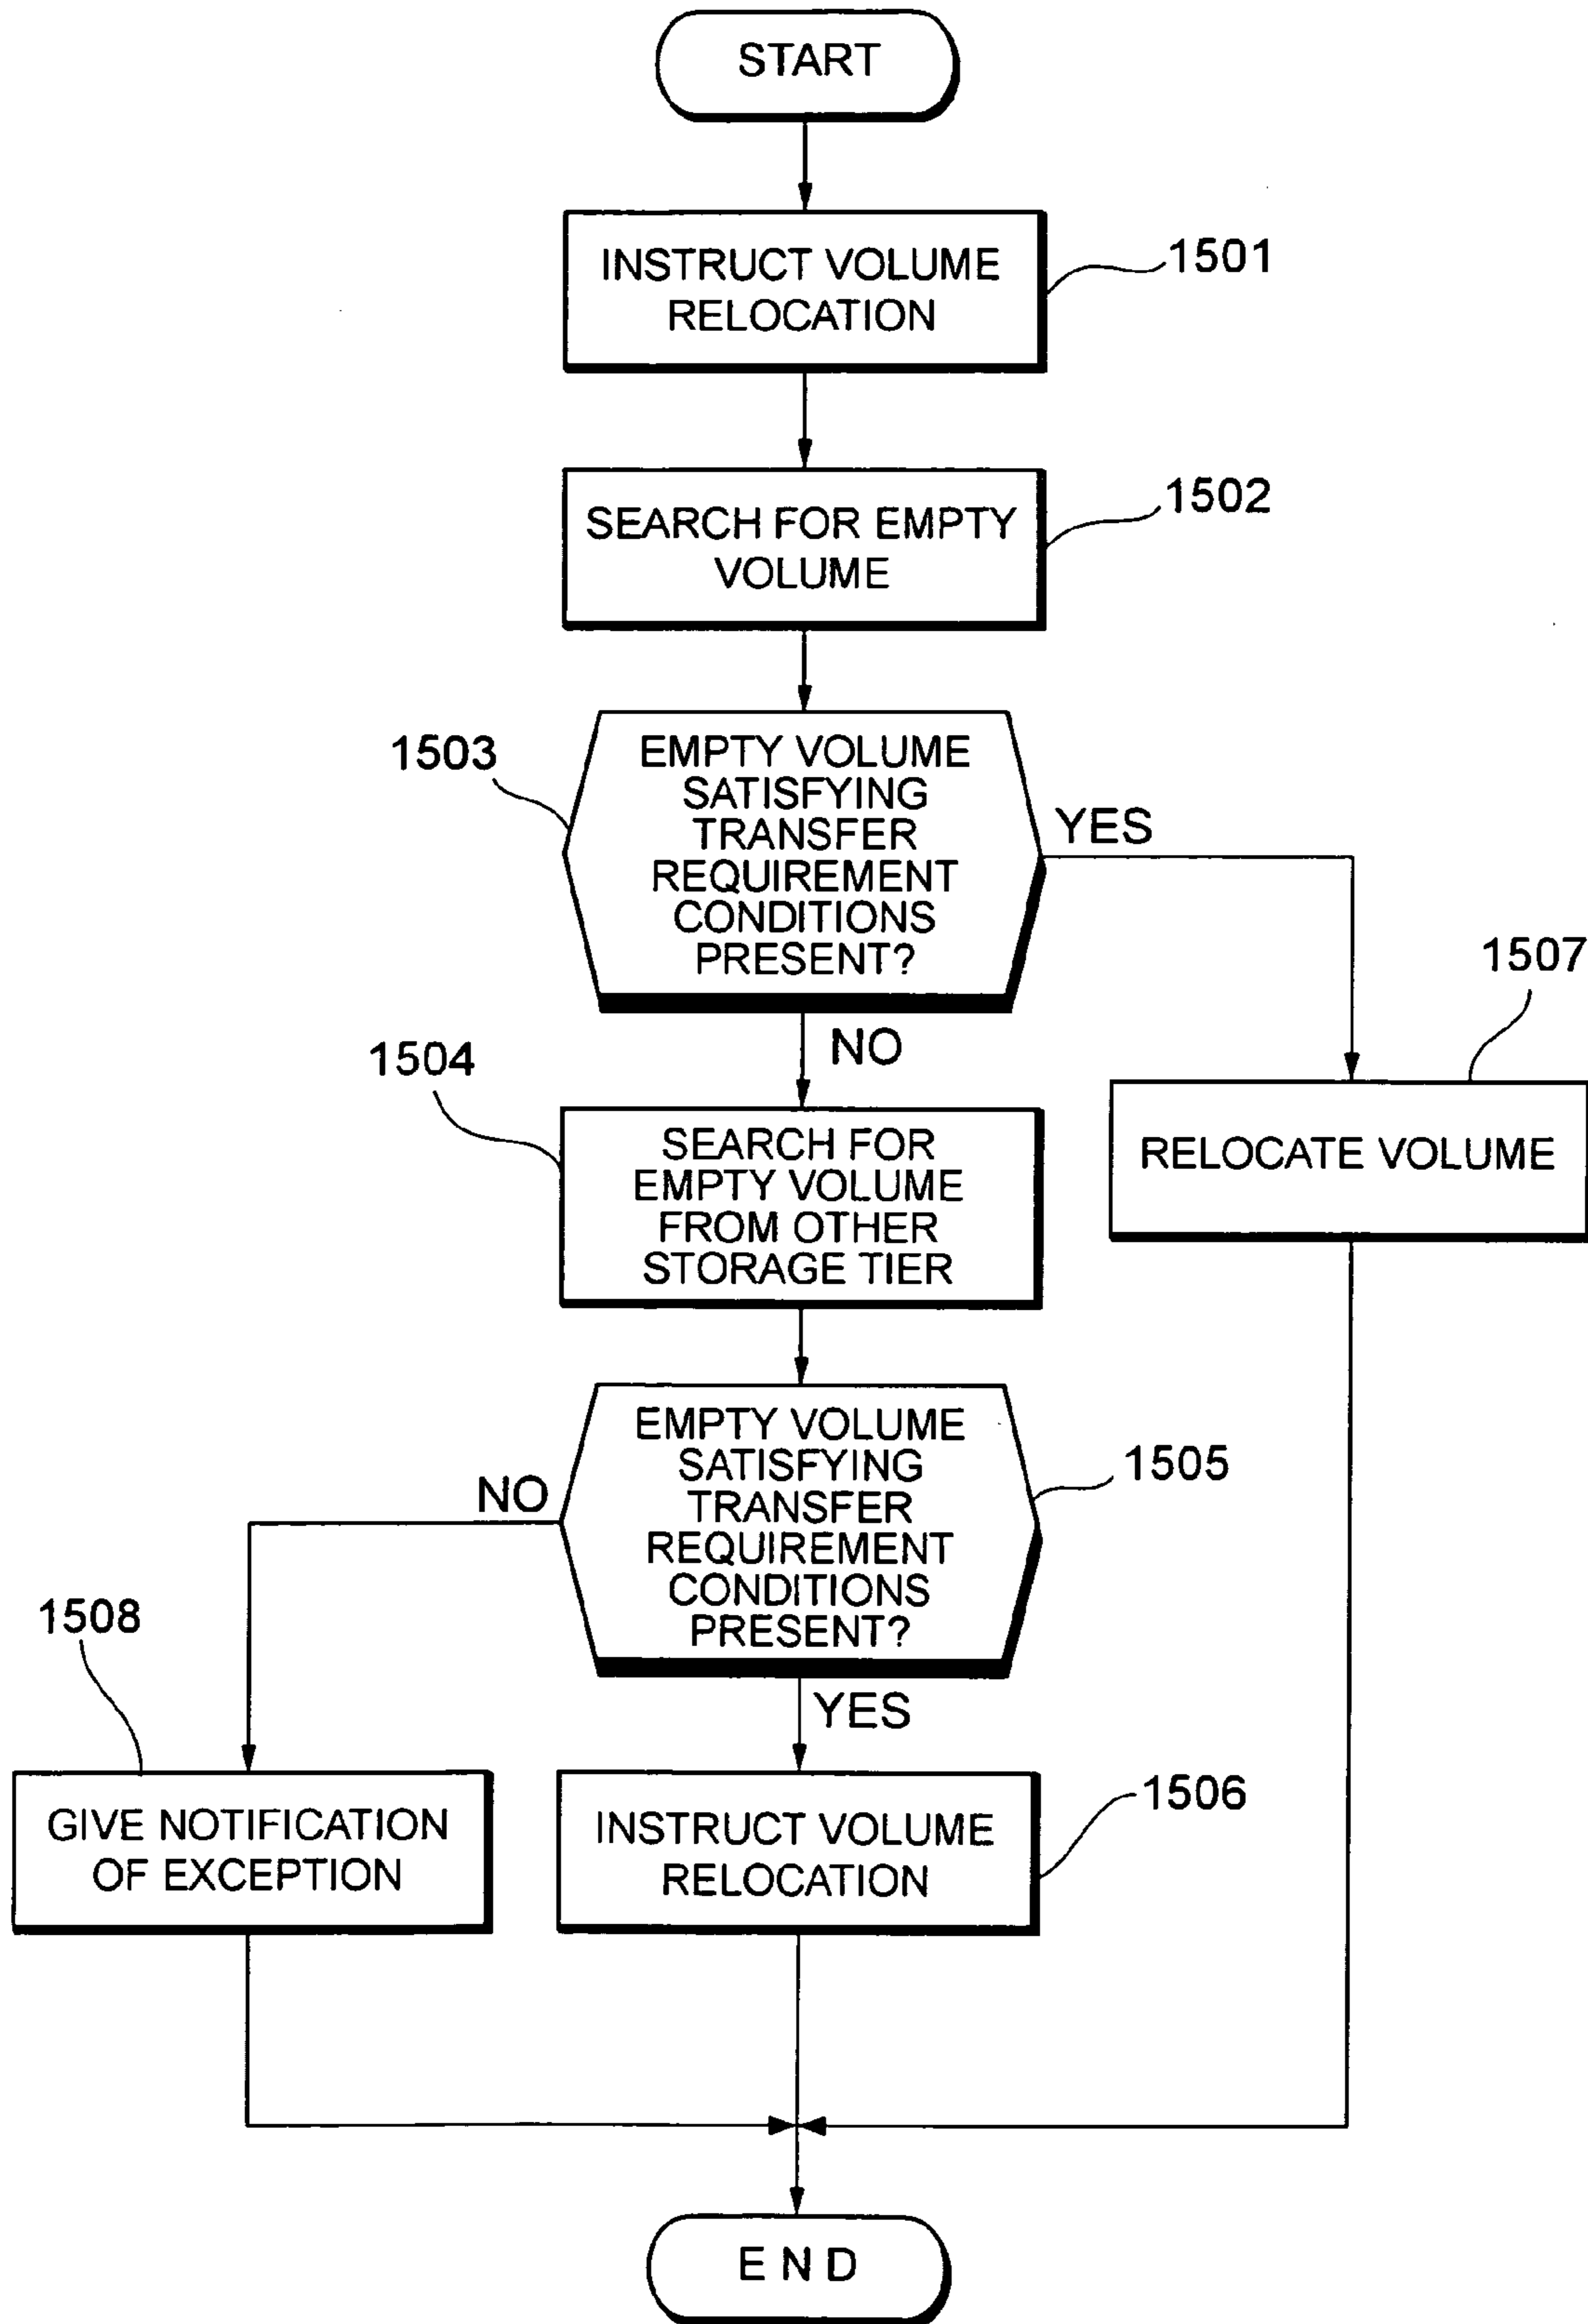 START
INSTRUCT VOLUME
RELOCATION
1501
SEARCH FOR EMPTY
VOLUME
1502
1503
EMPTY VOLUME
SATISFYING
TRANSFER
REQUIREMENT
CONDITIONS
PRESENT?
YES
NO
1507
RELOCATE VOLUME
1504
SEARCH FOR
EMPTY VOLUME
FROM OTHER
STORAGE TIER
EMPTY VOLUME
SATISFYING
TRANSFER
REQUIREMENT
CONDITIONS
PRESENT?
1505
NO
YES
1508
GIVE NOTIFICATION
OF EXCEPTION
INSTRUCT VOLUME
RELOCATION
1506
END